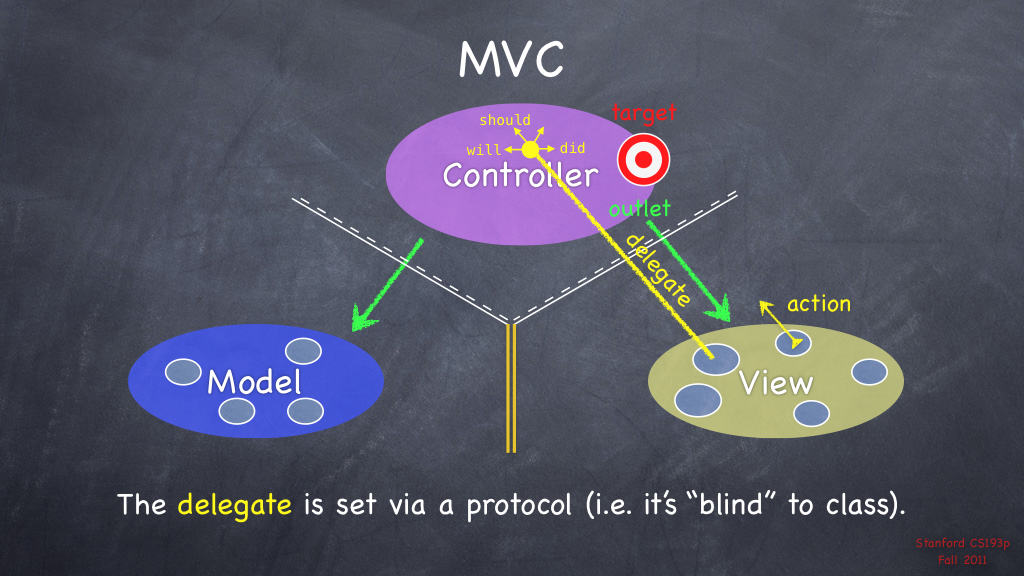 MVC
should
will
did
target
Controller
outlet
delegate
action
Model
View
The delegate is set via a protocol (i.e. it’s “blind” to class).
Stanford CS193p
Fall 2011